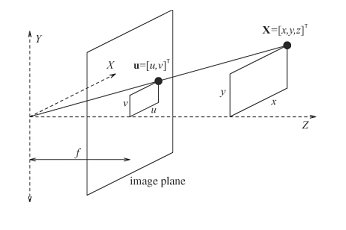 Y
X
u=[u,v]ᵀ
X=[x,y,z]ᵀ
v
u
y
x
Z
f
image plane